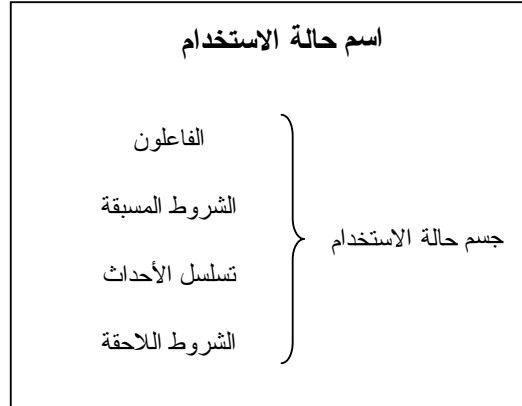 اسم حالة الاستخدام
الفاعلون
الشروط المسبقة
جسم حالة الاستخدام
تسلسل الأحداث
الشروط اللاحقة